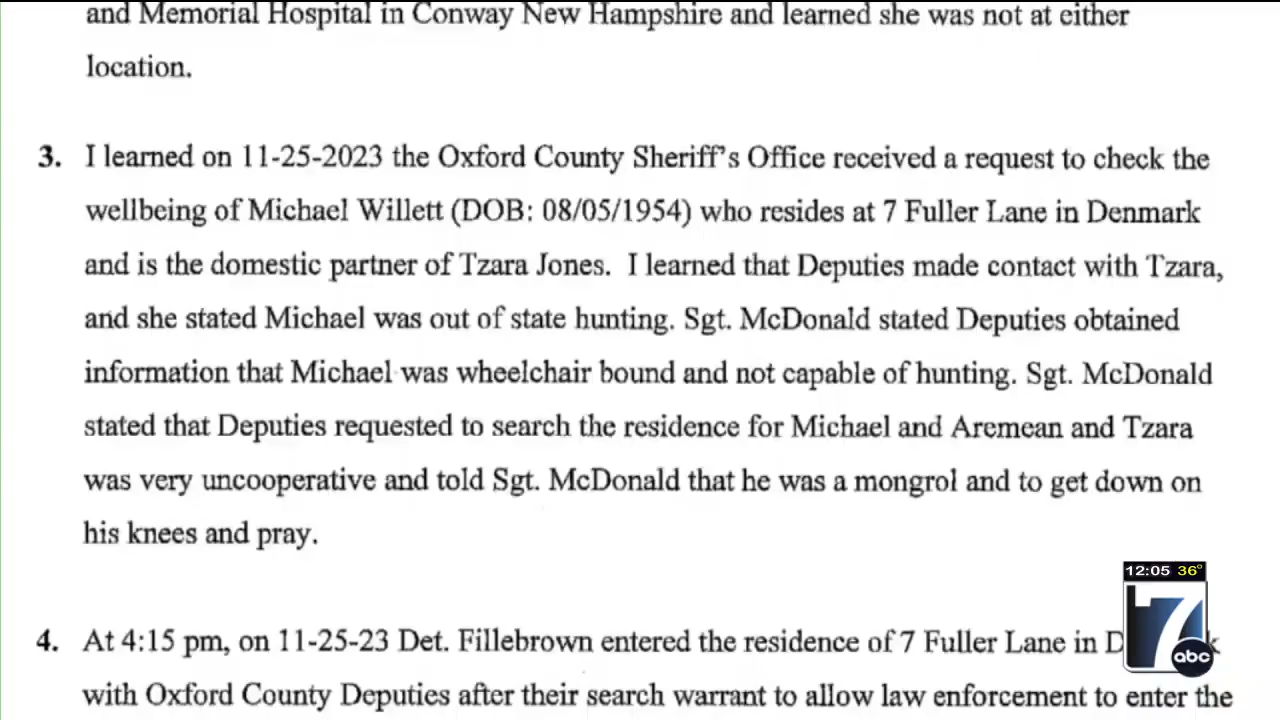 and Memorial Hospital in Conway New Hampshire and learned she was not at either
location.
3. I learned on 11-25-2023 the Oxford County Sheriff's Office received a request to check the
wellbeing of Michael Willett (DOB: 08/05/1954) who resides at 7 Fuller Lane in Denmark
and is the domestic partner of Tzara Jones. I learned that Deputies made contact with Tzara,
and she stated Michael was out of state hunting. Sgt. McDonald stated Deputies obtained
information that Michael was wheelchair bound and not capable of hunting. Sgt. McDonald
stated that Deputies requested to search the residence for Michael and Aremean and Tzara
was very uncooperative and told Sgt. McDonald that he was a mongrol and to get down on
his knees and pray.
4. At 4:15 pm, on 11-25-23 Det. Fillebrown entered the residence of 7 Fuller Lane in
with Oxford County Deputies after their search warrant to allow law enforcement to enter the
12:05 36°
7
abc